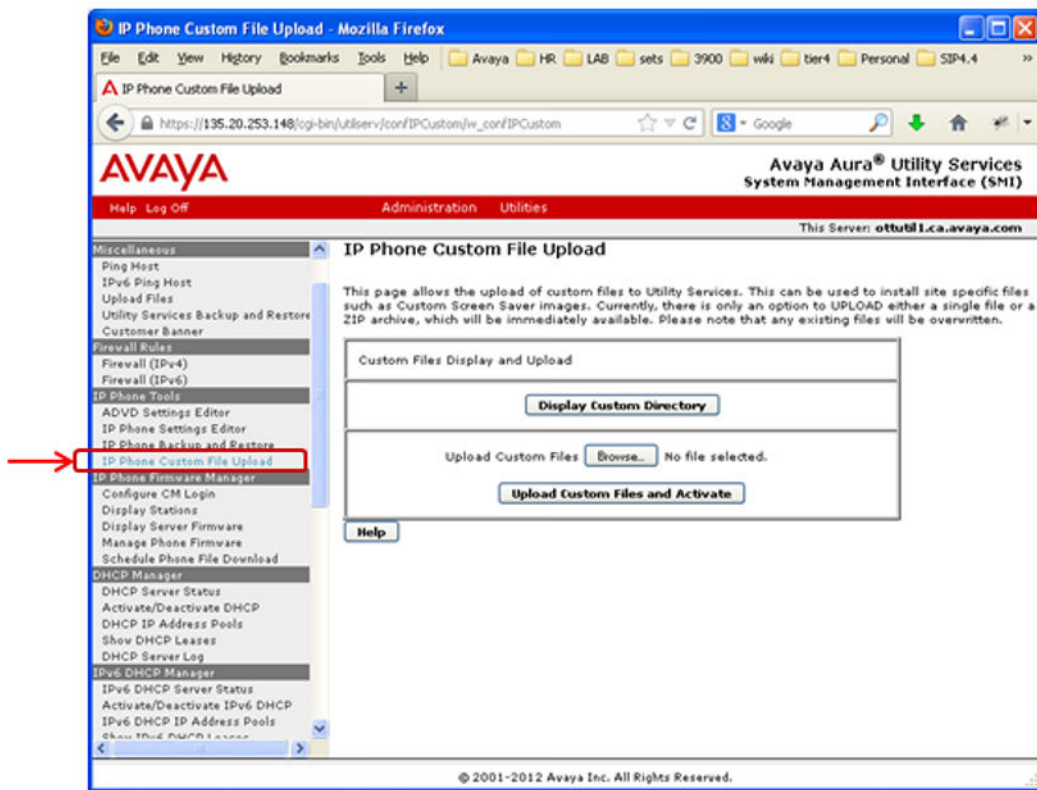 IP Phone Custom File Upload - Mozilla Firefox
File Edit View History Bookmarks Tools Help Avaya HR LAB sets 3900 wiki tier4 Personal SIP4.4 »
IP Phone Custom File Upload +
https://135.20.253.148/cgi-bin/utilserv/conf/IPCustom/w_conf/IPCustom Google
AVAYA
Avaya Aura® Utility Services
System Management Interface (SMI)
Help Log Off Administration Utilities
This Server: ottutil1.ca.avaya.com
Miscellaneous
Ping Host
IPv6 Ping Host
Upload Files
Utility Services Backup and Restore
Customer Banner
Firewall Rules
Firewall (IPv4)
Firewall (IPv6)
IP Phone Tools
ADVD Settings Editor
IP Phone Settings Editor
IP Phone Backup and Restore
IP Phone Custom File Upload
IP Phone Firmware Manager
Configure CM Login
Display Stations
Display Server Firmware
Manage Phone Firmware
Schedule Phone File Download
DHCP Manager
DHCP Server Status
Activate/Deactivate DHCP
DHCP IP Address Pools
Show DHCP Leases
DHCP Server Log
IPv6 DHCP Manager
IPv6 DHCP Server Status
Activate/Deactivate IPv6 DHCP
IPv6 DHCP IP Address Pools
Show IPv6 DHCP Leases
IP Phone Custom File Upload
This page allows the upload of custom files to Utility Services. This can be used to install site specific files
such as Custom Screen Saver images. Currently, there is only an option to UPLOAD either a single file or a
ZIP archive, which will be immediately available. Please note that any existing files will be overwritten.
Custom Files Display and Upload
Display Custom Directory
Upload Custom Files Browse... No file selected.
Upload Custom Files and Activate
Help
© 2001-2012 Avaya Inc. All Rights Reserved.